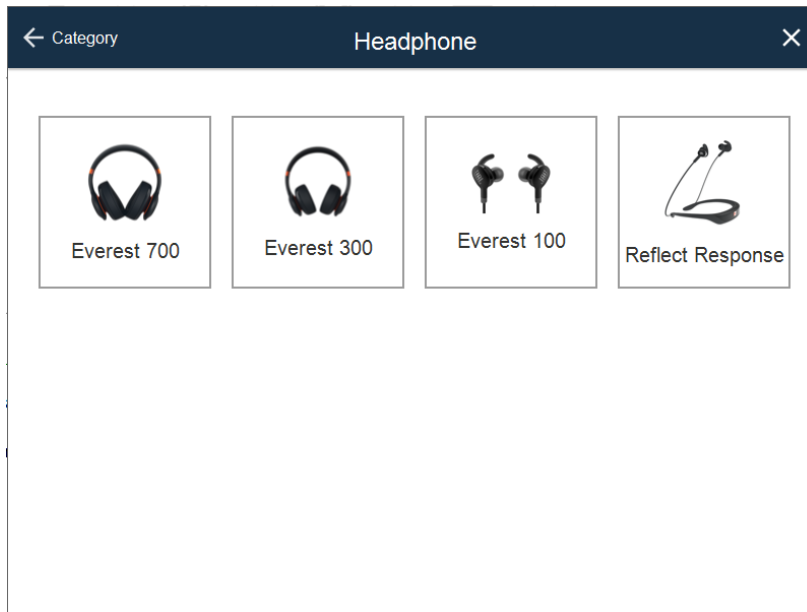 Category
Headphone
Everest 700
Everest 300
Everest 100
Reflect Response